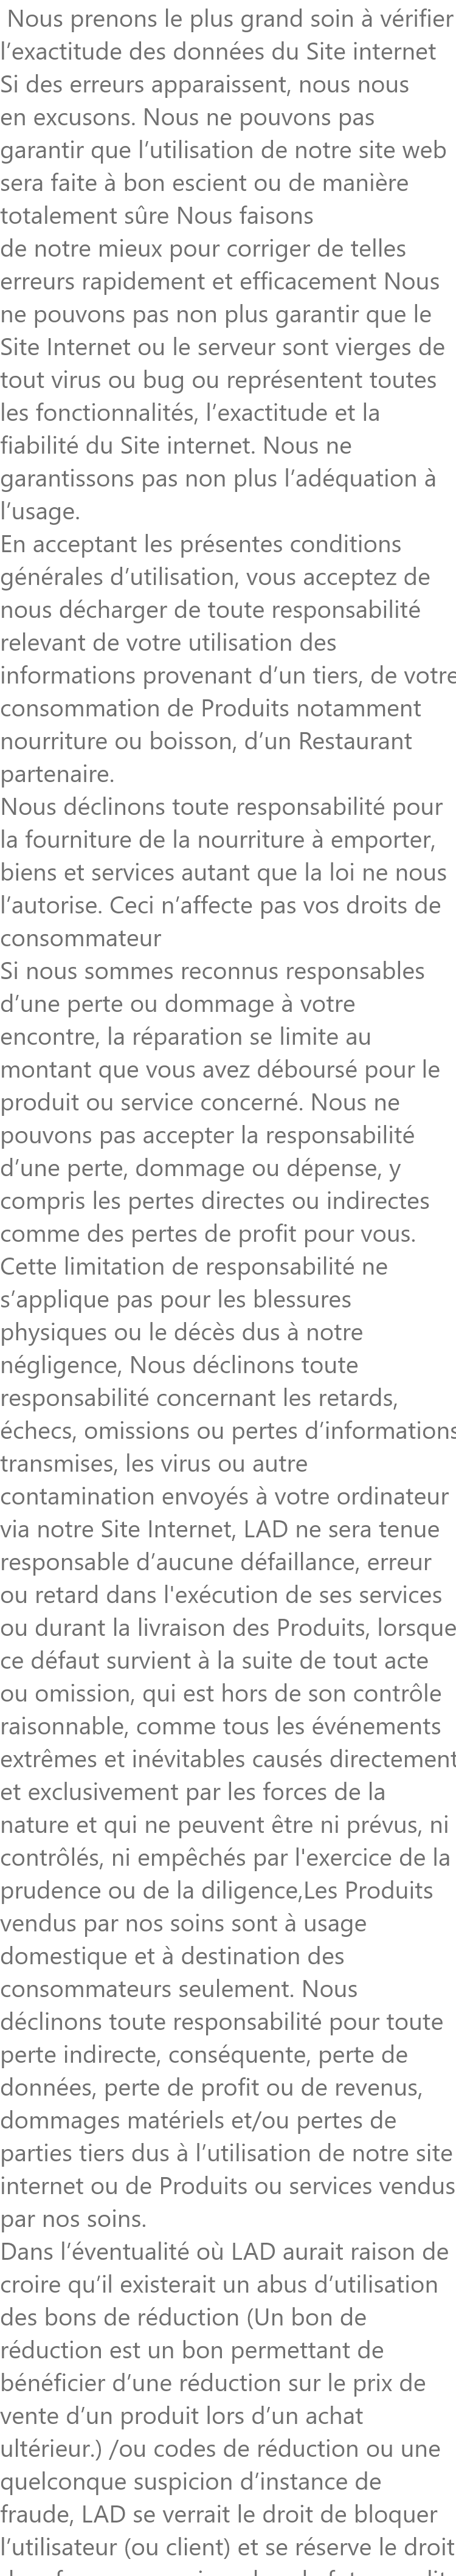 Nous prenons le plus grand soin à vérifier
l’exactitude des données du Site internet
Si des erreurs apparaissent, nous nous
en excusons. Nous ne pouvons pas
garantir que l’utilisation de notre site web
sera faite à bon escient ou de manière
totalement sûre Nous faisons
de notre mieux pour corriger de telles
erreurs rapidement et efficacement Nous
ne pouvons pas non plus garantir que le
Site Internet ou le serveur sont vierges de
tout virus ou bug ou représentent toutes
les fonctionnalités, l’exactitude et la
fiabilité du Site internet. Nous ne
garantissons pas non plus l’adéquation à
l’usage.
En acceptant les présentes conditions
générales d’utilisation, vous acceptez de
nous décharger de toute responsabilité
relevant de votre utilisation des
informations provenant d’un tiers, de votre
consommation de Produits notamment
nourriture ou boisson, d’un Restaurant
partenaire.
Nous déclinons toute responsabilité pour
la fourniture de la nourriture à emporter,
biens et services autant que la loi ne nous
l’autorise. Ceci n’affecte pas vos droits de
consommateur
Si nous sommes reconnus responsables
d’une perte ou dommage à votre
encontre, la réparation se limite au
montant que vous avez déboursé pour le
produit ou service concerné. Nous ne
pouvons pas accepter la responsabilité
d’une perte, dommage ou dépense, y
compris les pertes directes ou indirectes
comme des pertes de profit pour vous.
Cette limitation de responsabilité ne
s’applique pas pour les blessures
physiques ou le décès dus à notre
négligence, Nous déclinons toute
responsabilité concernant les retards,
échecs, omissions ou pertes d’informations
transmises, les virus ou autre
contamination envoyés à votre ordinateur
via notre Site Internet, LAD ne sera tenue
responsable d’aucune défaillance, erreur
ou retard dans l'exécution de ses services
ou durant la livraison des Produits, lorsque
ce défaut survient à la suite de tout acte
ou omission, qui est hors de son contrôle
raisonnable, comme tous les événements
extrêmes et inévitables causés directement
et exclusivement par les forces de la
nature et qui ne peuvent être ni prévus, ni
contrôlés, ni empêchés par l'exercice de la
prudence ou de la diligence,Les Produits
vendus par nos soins sont à usage
domestique et à destination des
consommateurs seulement. Nous
déclinons toute responsabilité pour toute
perte indirecte, conséquente, perte de
données, perte de profit ou de revenus,
dommages matériels et/ou pertes de
parties tiers dus à l’utilisation de notre site
internet ou de Produits ou services vendus
par nos soins.
Dans l’éventualité où LAD aurait raison de
croire qu’il existerait un abus d’utilisation
des bons de réduction (Un bon de
réduction est un bon permettant de
bénéficier d’une réduction sur le prix de
vente d’un produit lors d’un achat
ultérieur.) /ou codes de réduction ou une
quelconque suspicion d’instance de
fraude, LAD se verrait le droit de bloquer
l’utilisateur (ou client) et se réserve le droit